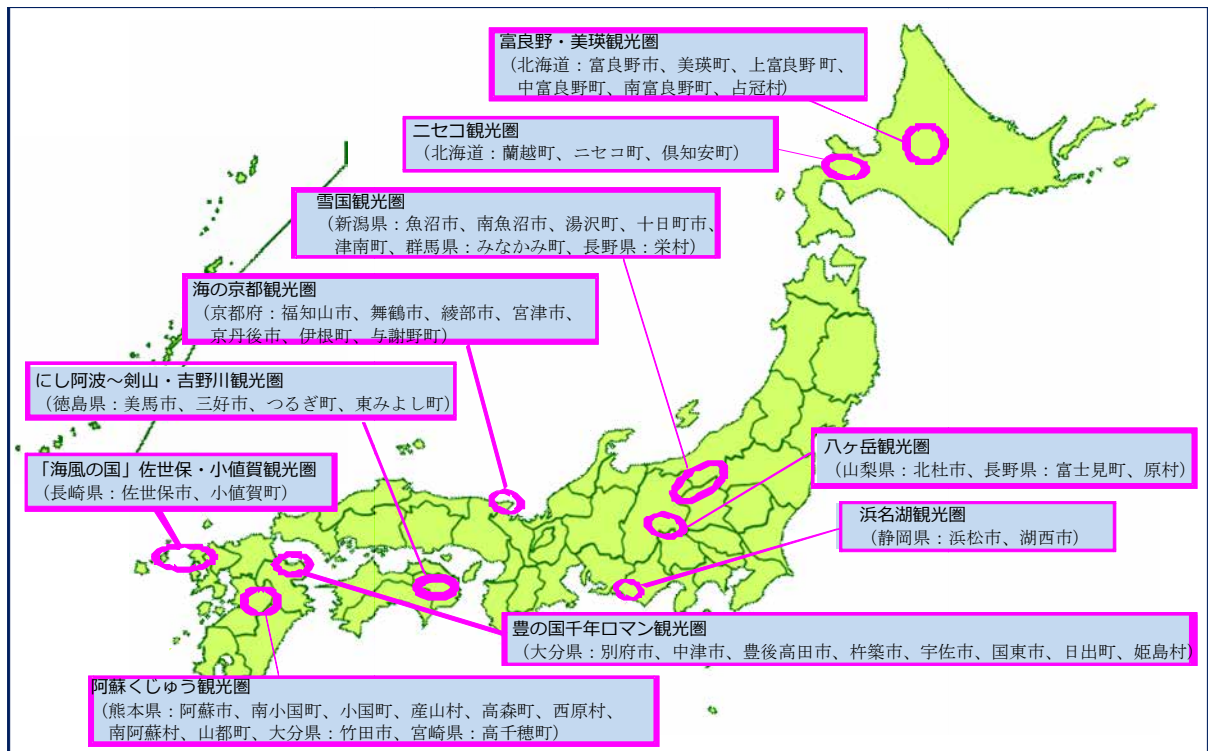 富良野・美瑛観光圏
（北海道：富良野市、美瑛町、上富良野町、
中富良野町、南富良野町、占冠村）
ニセコ観光圏
（北海道：蘭越町、ニセコ町、倶知安町）
雪国観光圏
（新潟県：魚沼市、南魚沼市、湯沢町、十日町市、
津南町、群馬県：みなかみ町、長野県：栄村）
海の京都観光圏
（京都府：福知山市、舞鶴市、綾部市、宮津市、
京丹後市、伊根町、与謝野町）
にし阿波～剣山・吉野川観光圏
（徳島県：美馬市、三好市、つるぎ町、東みよし町）
「海風の国」佐世保・小値賀観光圏
（長崎県：佐世保市、小値賀町）
八ヶ岳観光圏
（山梨県：北杜市、長野県：富士見町、原村）
浜名湖観光圏
（静岡県：浜松市、湖西市）
豊の国千年ロマン観光圏
（大分県：別府市、中津市、豊後高田市、杵築市、宇佐市、国東市、日出町、姫島村）
阿蘇くじゅう観光圏
（熊本県：阿蘇市、南小国町、小国町、産山村、高森町、西原村、
南阿蘇村、山都町、大分県：竹田市、宮崎県：高千穂町）